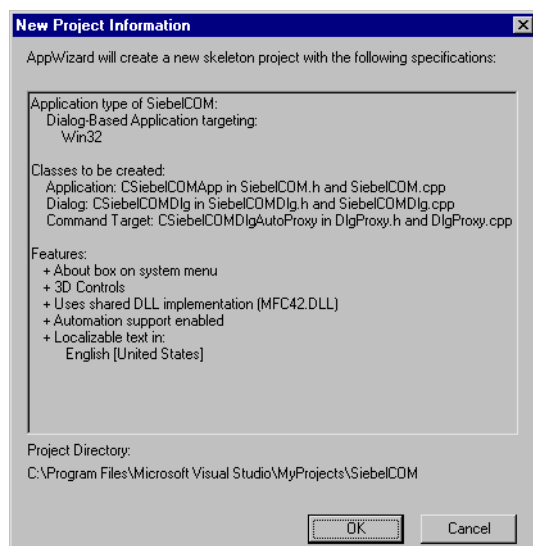 New Project Information
AppWizard will create a new skeleton project with the following specifications:
Application type of SiebelCOM:
Dialog-Based Application targeting:
Win32
Classes to be created:
Application: CSiebelCOMApp in SiebelCOM.h and SiebelCOM.cpp
Dialog: CSiebelCOMDlg in SiebelCOMDlg.h and SiebelCOMDlg.cpp
Command Target: CSiebelCOMDlgAutoProxy in DlgProxy.h and DlgProxy.cpp
Features:
+ About box on system menu
+ 3D Controls
+ Uses shared DLL implementation (MFC42.DLL)
+ Automation support enabled
+ Localizable text in:
English [United States]
Project Directory:
C:\Program Files\Microsoft Visual Studio\MyProjects\SiebelCOM
OK Cancel